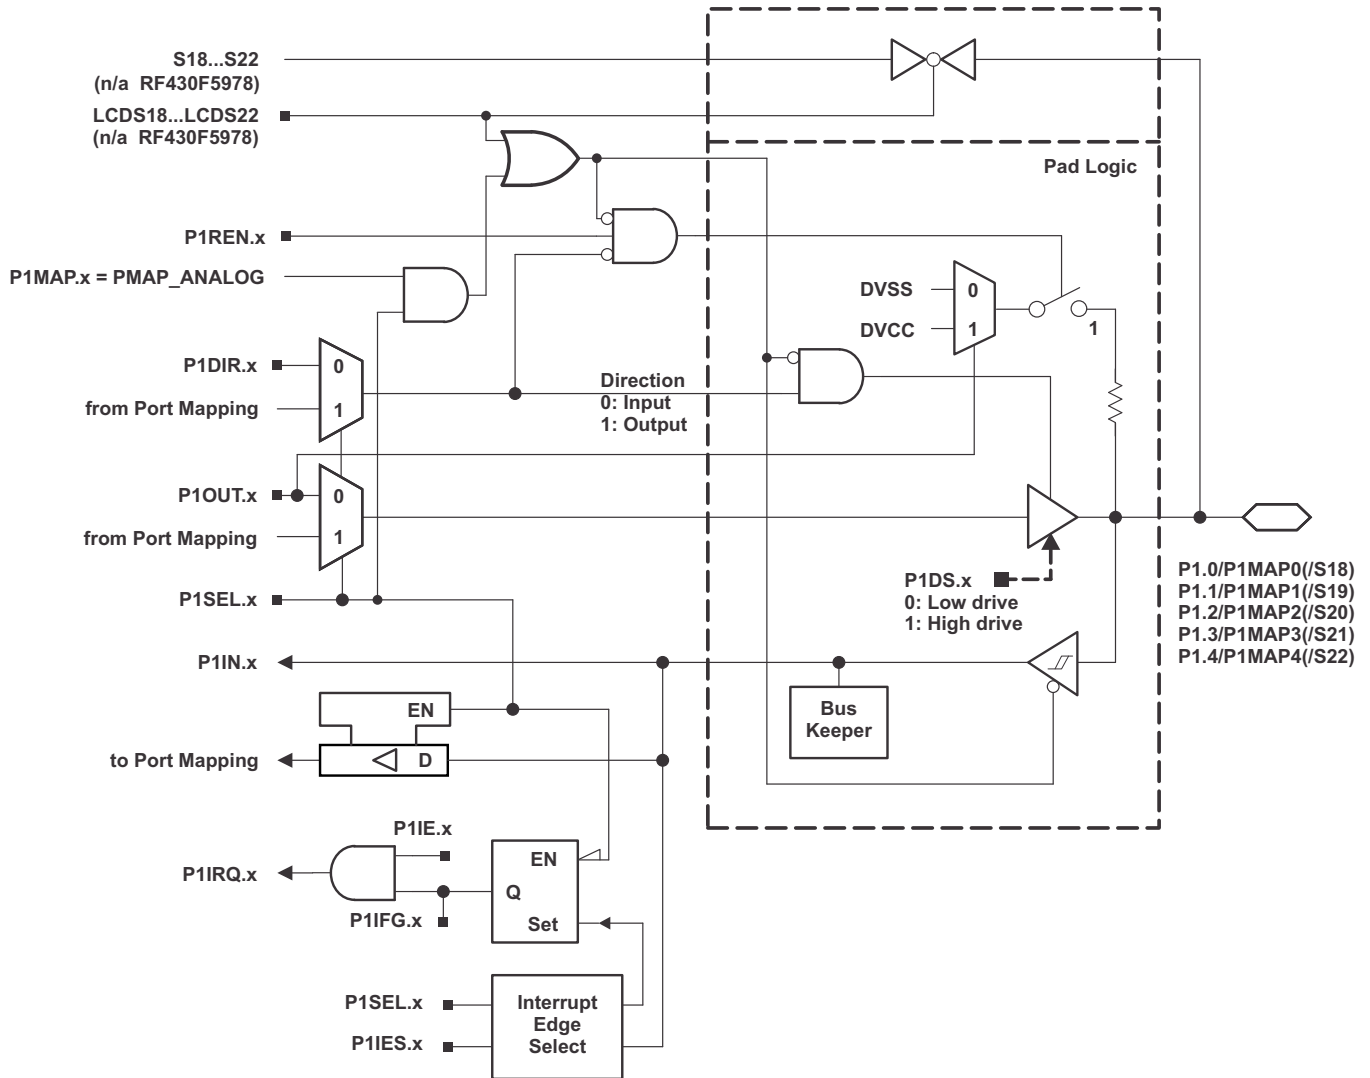 S18...S22
(n/a RF430F5978)
LCDS18...LCDS22
(n/a RF430F5978)
Pad Logic
P1REN.x
P1MAP.x = PMAP_ANALOG
DVSS
0
DVCC
1
1
P1DIR.x
0
from Port Mapping
1
Direction
0: Input
1: Output
P1OUT.x
0
from Port Mapping
1
P1DS.x
0: Low drive
1: High drive
P1.0/P1MAP0(/S18)
P1.1/P1MAP1(/S19)
P1.2/P1MAP2(/S20)
P1.3/P1MAP3(/S21)
P1.4/P1MAP4(/S22)
P1SEL.x
P1IN.x
Bus
Keeper
EN
to Port Mapping
D
P1IE.x
P1IRQ.x
EN
Q
P1IFG.x
Set
P1SEL.x
P1IES.x
Interrupt
Edge
Select